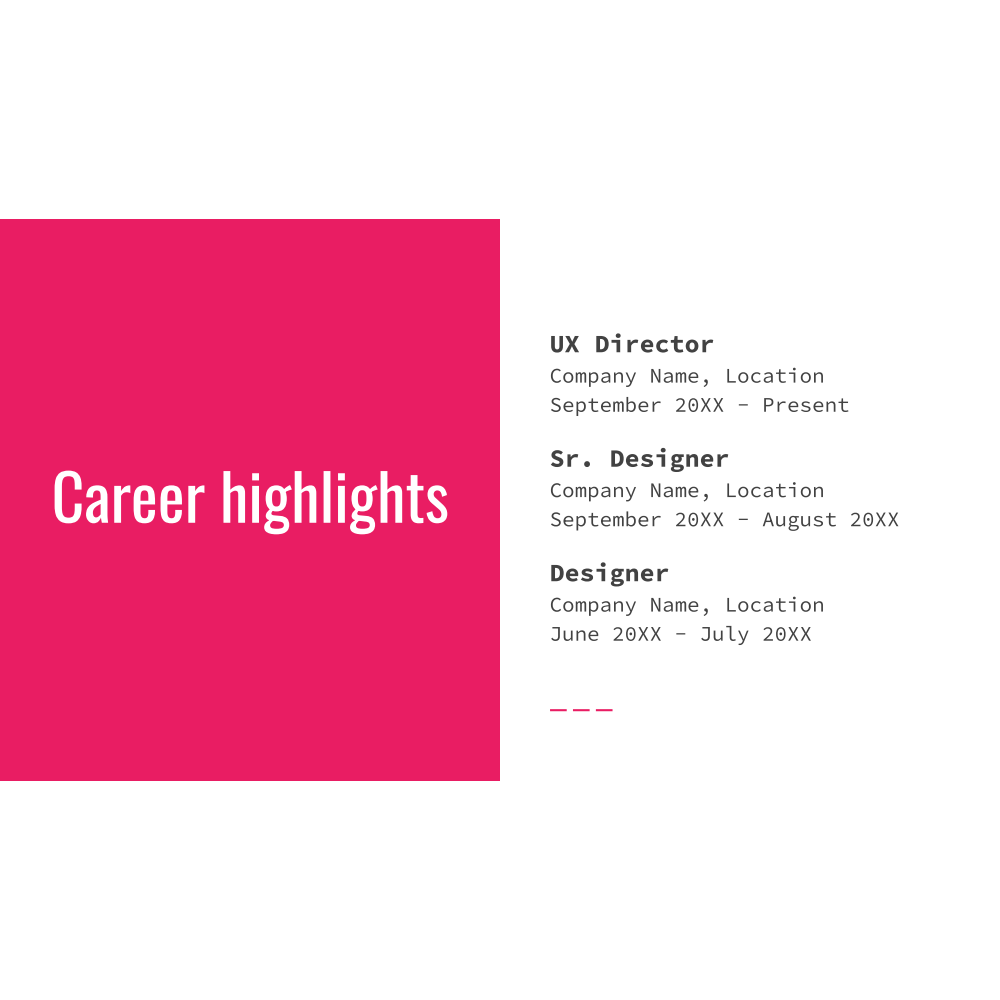 Career highlights
UX Director
Company Name, Location
September 20XX – Present
Sr. Designer
Company Name, Location
September 20XX – August 20XX
Designer
Company Name, Location
June 20XX – July 20XX